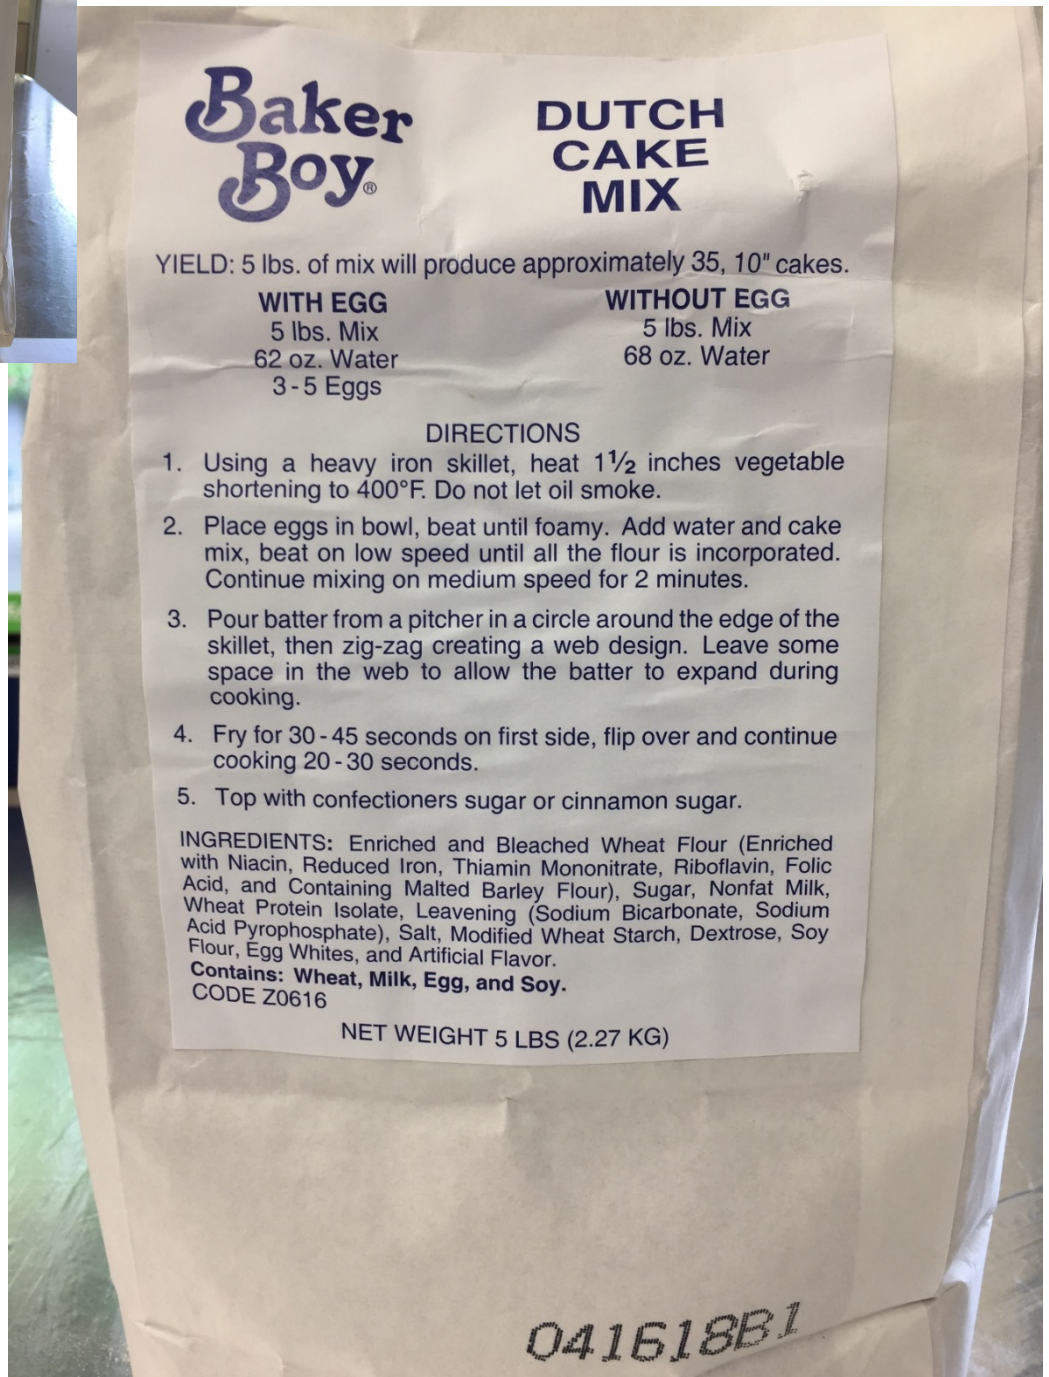 Baker
Boy®
DUTCH
CAKE
MIX
YIELD: 5 lbs. of mix will produce approximately 35, 10" cakes.
WITH EGG
5 lbs. Mix
62 oz. Water
3-5 Eggs
WITHOUT EGG
5 lbs. Mix
68 oz. Water
DIRECTIONS
1. Using a heavy iron skillet, heat 1½ inches vegetable
shortening to 400°F. Do not let oil smoke.
2. Place eggs in bowl, beat until foamy. Add water and cake
mix, beat on low speed until all the flour is incorporated.
Continue mixing on medium speed for 2 minutes.
3. Pour batter from a pitcher in a circle around the edge of the
skillet, then zig-zag creating a web design. Leave some
space in the web to allow the batter to expand during
cooking.
4. Fry for 30-45 seconds on first side, flip over and continue
cooking 20-30 seconds.
5. Top with confectioners sugar or cinnamon sugar.
INGREDIENTS: Enriched and Bleached Wheat Flour (Enriched
with Niacin, Reduced Iron, Thiamin Mononitrate, Riboflavin, Folic
Acid, and Containing Malted Barley Flour), Sugar, Nonfat Milk,
Wheat Protein Isolate, Leavening (Sodium Bicarbonate, Sodium
Acid Pyrophosphate), Salt, Modified Wheat Starch, Dextrose, Soy
Flour, Egg Whites, and Artificial Flavor.
Contains: Wheat, Milk, Egg, and Soy.
CODE Z0616
NET WEIGHT 5 LBS (2.27 KG)
041618B1